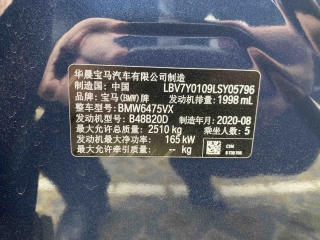 华晨宝马汽车有限公司制造
制造国：中国 LBV7Y0109LSY05796
品牌：宝马(BMW)牌 发动机排量：1998 mL
整车型号：BMW6475VX
发动机型号：B48B20D 制造年月：2020-08
最大允许总质量：2510 kg 乘坐人数：5
发动机最大净功率：165 kW
最大允许牵引质量：-- kg